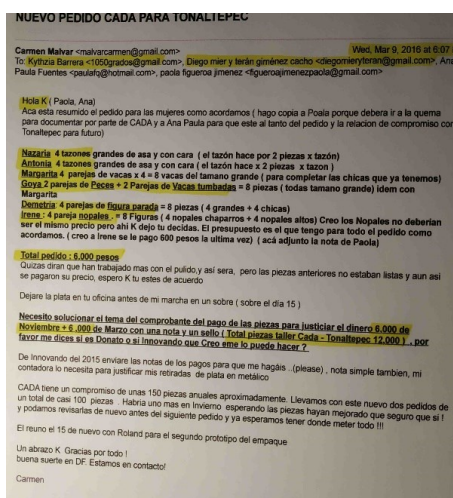 NUEVO PEDIDO CADA PARA TONALTEPEC
Carmen Malvar <malvarcarmen@gmail.com> Wed, Mar 9, 2016 at 6:07
To: Kythzia Barrera <1050grados@gmail.com>, Diego mier y terán giménez cacho <diegomieryteran@gmail.com>, Ana
Paula Fuentes <paulafq@hotmail.com>, paola figueroa jimenez <figueroajimenezpaola@gmail.com>
Hola K ( Paola, Ana)
Aca esta resumido el pedido para las mujeres como acordamos ( hago copia a Poala porque debera ir a la quema
para documentar por parte de CADA y a Ana Paula para que este al tanto del pedido y la relacion de compromiso con
Tonaltepec para futuro)
Nazaria 4 tazones grandes de asa y con cara ( el tazón hace por 2 piezas x tazón)
Antonia 4 tazones grandes de asa y con cara ( el tazón hace x 2 piezas x tazon )
Margarita 4 parejas de vacas x 4 = 8 vacas del tamano grande ( para completar las chicas que ya tenemos)
Goya 2 parejas de Peces + 2 Parejas de Vacas tumbadas = 8 piezas ( todas tamano grande) idem con
Margarita
Demetria: 4 parejas de figura parada = 8 piezas ( 4 grandes + 4 chicas)
Irene : 4 pareja nopales . = 8 Figuras ( 4 nopales chaparros + 4 nopales altos) Creo los Nopales no deberian
ser el mismo precio pero ahi K dejo tu decidas. El presupuesto es el que tengo para todo el pedido como
acordamos. ( creo a Irene se le pago 600 pesos la ultima vez) ( acá adjunto la nota de Paola)
Total pedido : 6,000 pesos
Quizas diran que han trabajado mas con el pulido,y así sera, pero las piezas anteriores no estaban listas y aun asi
se pagaron su precio, espero K tu estes de acuerdo
Dejare la plata en tu oficina antes de mi marcha en un sobre ( sobre el día 15 )
Necesito solucionar el tema del comprobante del pago de las piezas para justiciar el dinero 6,000 de
Noviembre + 6 ,000 de Marzo con una nota y un sello ( Total piezas taller Cada - Tonaltepec 12,000 ) , por
favor me dices si es Donato o si Innovando que Creo eme lo puede hacer ?
De Innovando del 2015 enviare las notas de los pagos para que me hagáis ..(please) , nota simple tambien, mi
contadora lo necesita para justificar mis retiradas de plata en metálico
CADA tiene un compromiso de unas 150 piezas anuales aproximadamente. Llevamos con este nuevo dos pedidos de
un total de casi 100 piezas . Habria uno mas en Invierno esperando las piezas hayan mejorado que seguro que si !
y podamos revisarlas de nuevo antes del siguiente pedido y ya esperamos tener donde meter todo !!!
El reuno el 15 de nuevo con Roland para el segundo prototipo del empaque
Un abrazo K Gracias por todo !
buena suerte en DF. Estamos en contacto!
Carmen